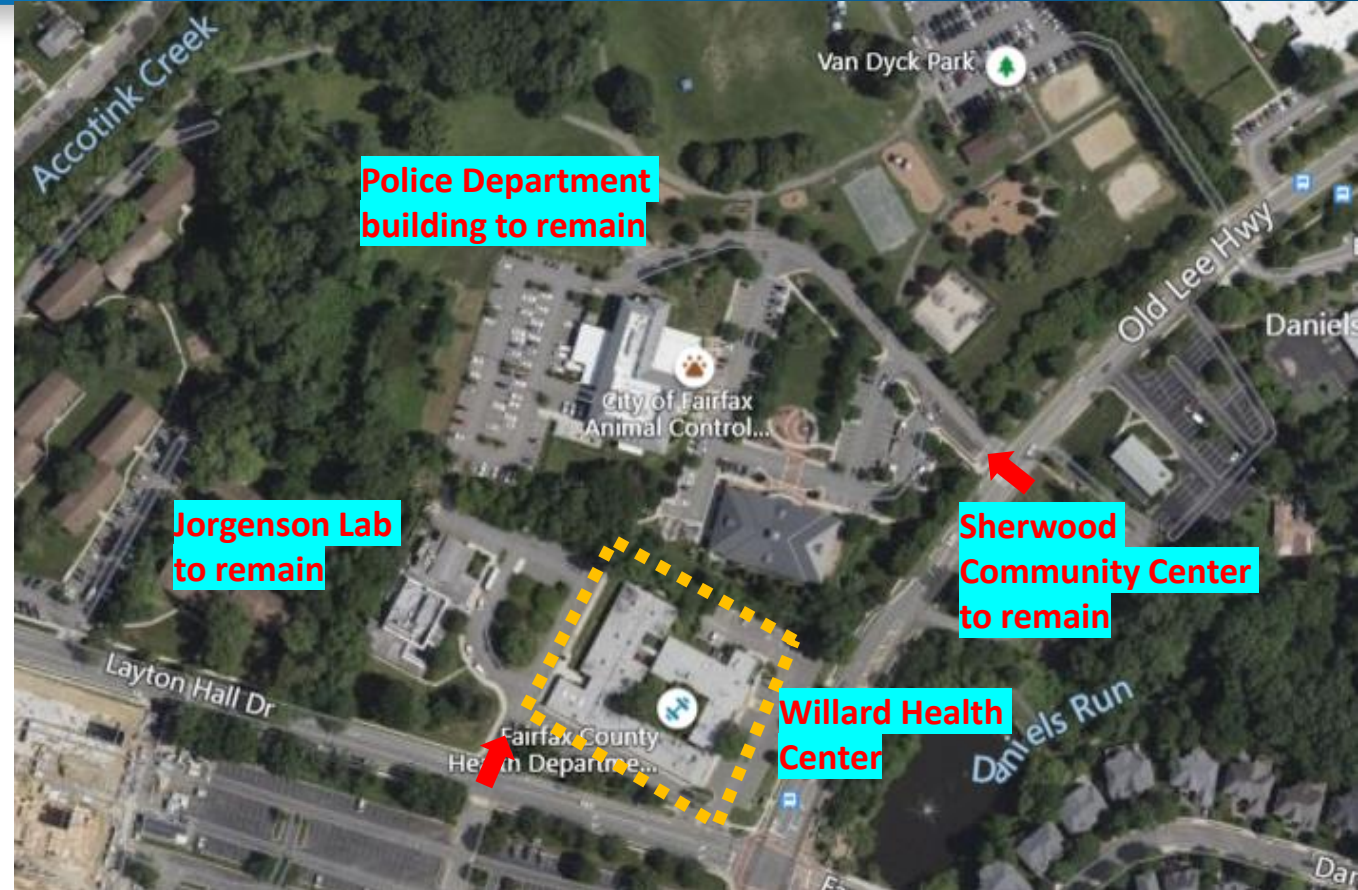 Accotink Creek
Van Dyck Park
Police Department
building to remain
Old Lee Hwy
Daniels
City of Fairfax
Animal Control...
Jorgenson Lab
to remain
Sherwood
Community Center
to remain
Layton Hall Dr
Willard Health
Center
Fairfax County
Health Departme...
Daniels Run